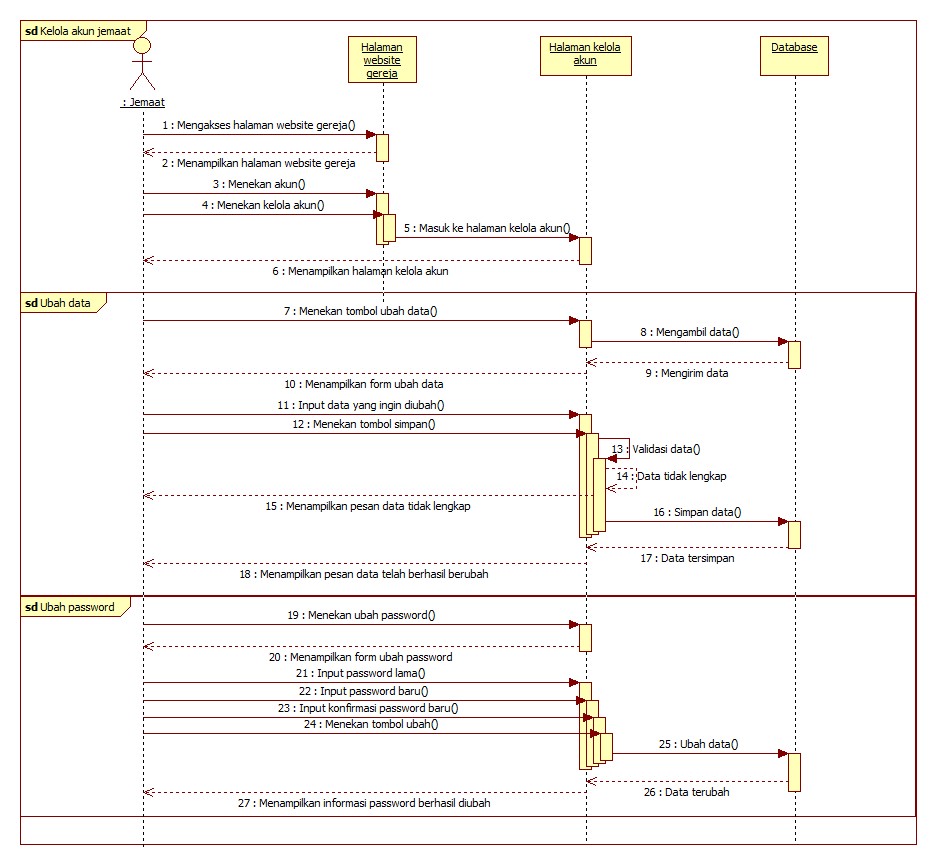 sd Kelola akun jemaat
Halaman
website
gereja
Halaman kelola
akun
Database
: Jemaat
1 : Mengakses halaman website gereja()
2 : Menampilkan halaman website gereja
3 : Menekan akun()
4 : Menekan kelola akun()
5 : Masuk ke halaman kelola akun()
6 : Menampilkan halaman kelola akun
sd Ubah data
7 : Menekan tombol ubah data()
8 : Mengambil data()
9 : Mengirim data
10 : Menampilkan form ubah data
11 : Input data yang ingin diubah()
12 : Menekan tombol simpan()
13 : Validasi data()
14 : Data tidak lengkap
15 : Menampilkan pesan data tidak lengkap
16 : Simpan data()
17 : Data tersimpan
18 : Menampilkan pesan data telah berhasil berubah
sd Ubah password
19 : Menekan ubah password()
20 : Menampilkan form ubah password
21 : Input password lama()
22 : Input password baru()
23 : Input konfirmasi password baru()
24 : Menekan tombol ubah()
25 : Ubah data()
26 : Data terubah
27 : Menampilkan informasi password berhasil diubah